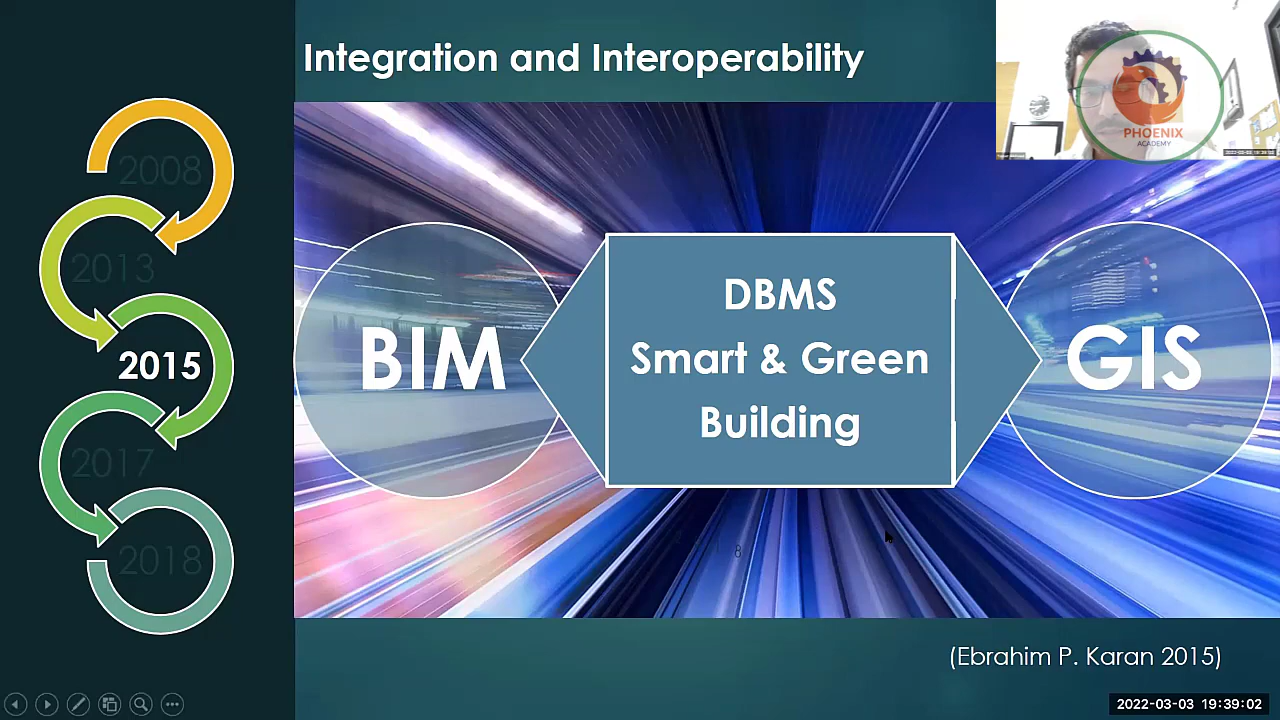 Integration and Interoperability
PHOENIX
ACADEMY
2008
2013
2015
2017
2018
BIM
DBMS
Smart & Green
Building
GIS
8
(Ebrahim P. Karan 2015)
2022-03-03 19:39:02